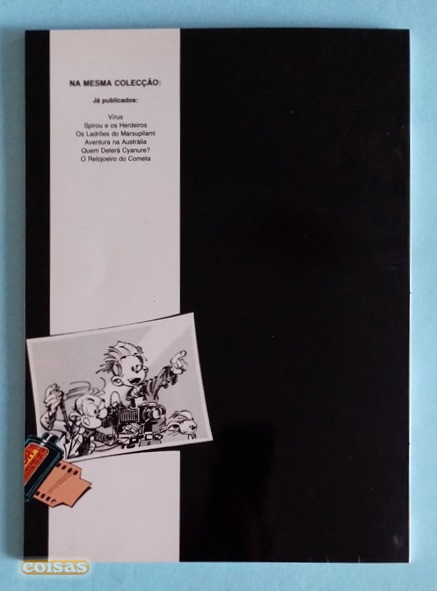 NA MESMA COLECÇÃO:
Já publicados:
Vírus
Spirou e os Herdeiros
Os Ladrões do Marsupilami
Aventura na Austrália
Quem Deterá Cyanure?
O Relojoeiro do Cometa
coisas